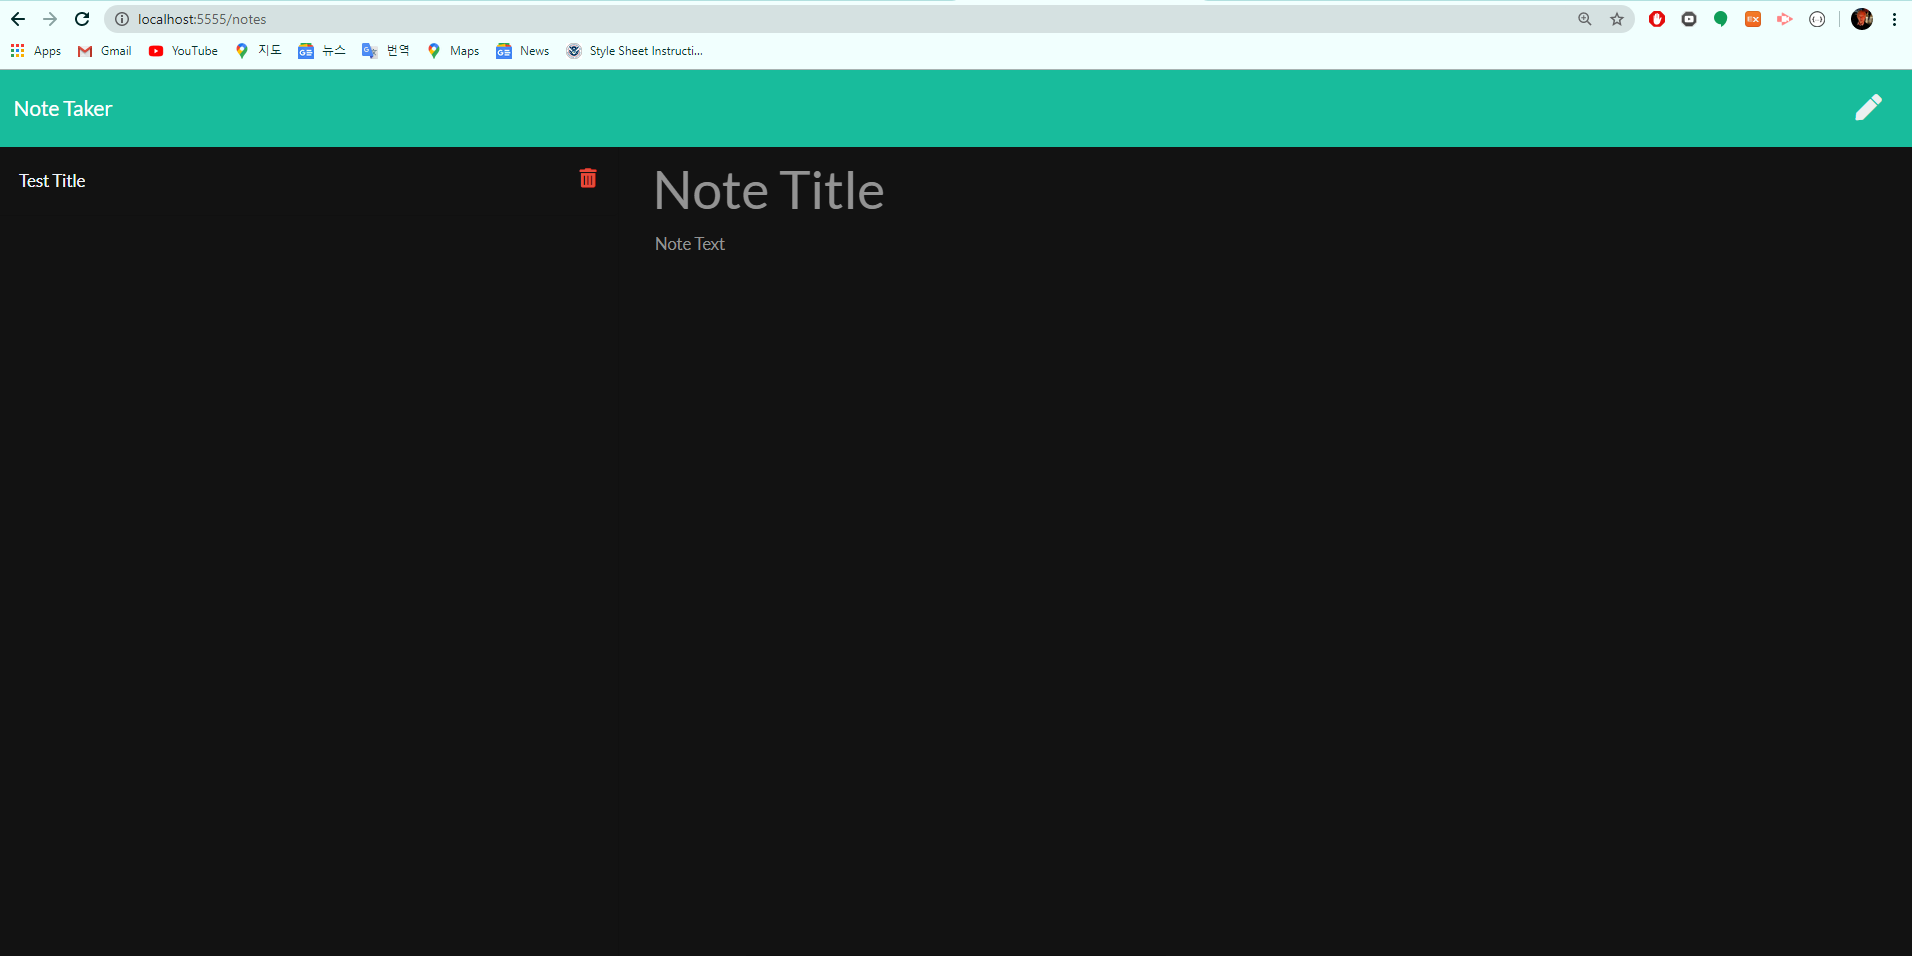 localhost:5555/notes
Apps Gmail YouTube 지도 뉴스 번역 Maps News Style Sheet Instructi...
Note Taker
Test Title
Note Title
Note Text